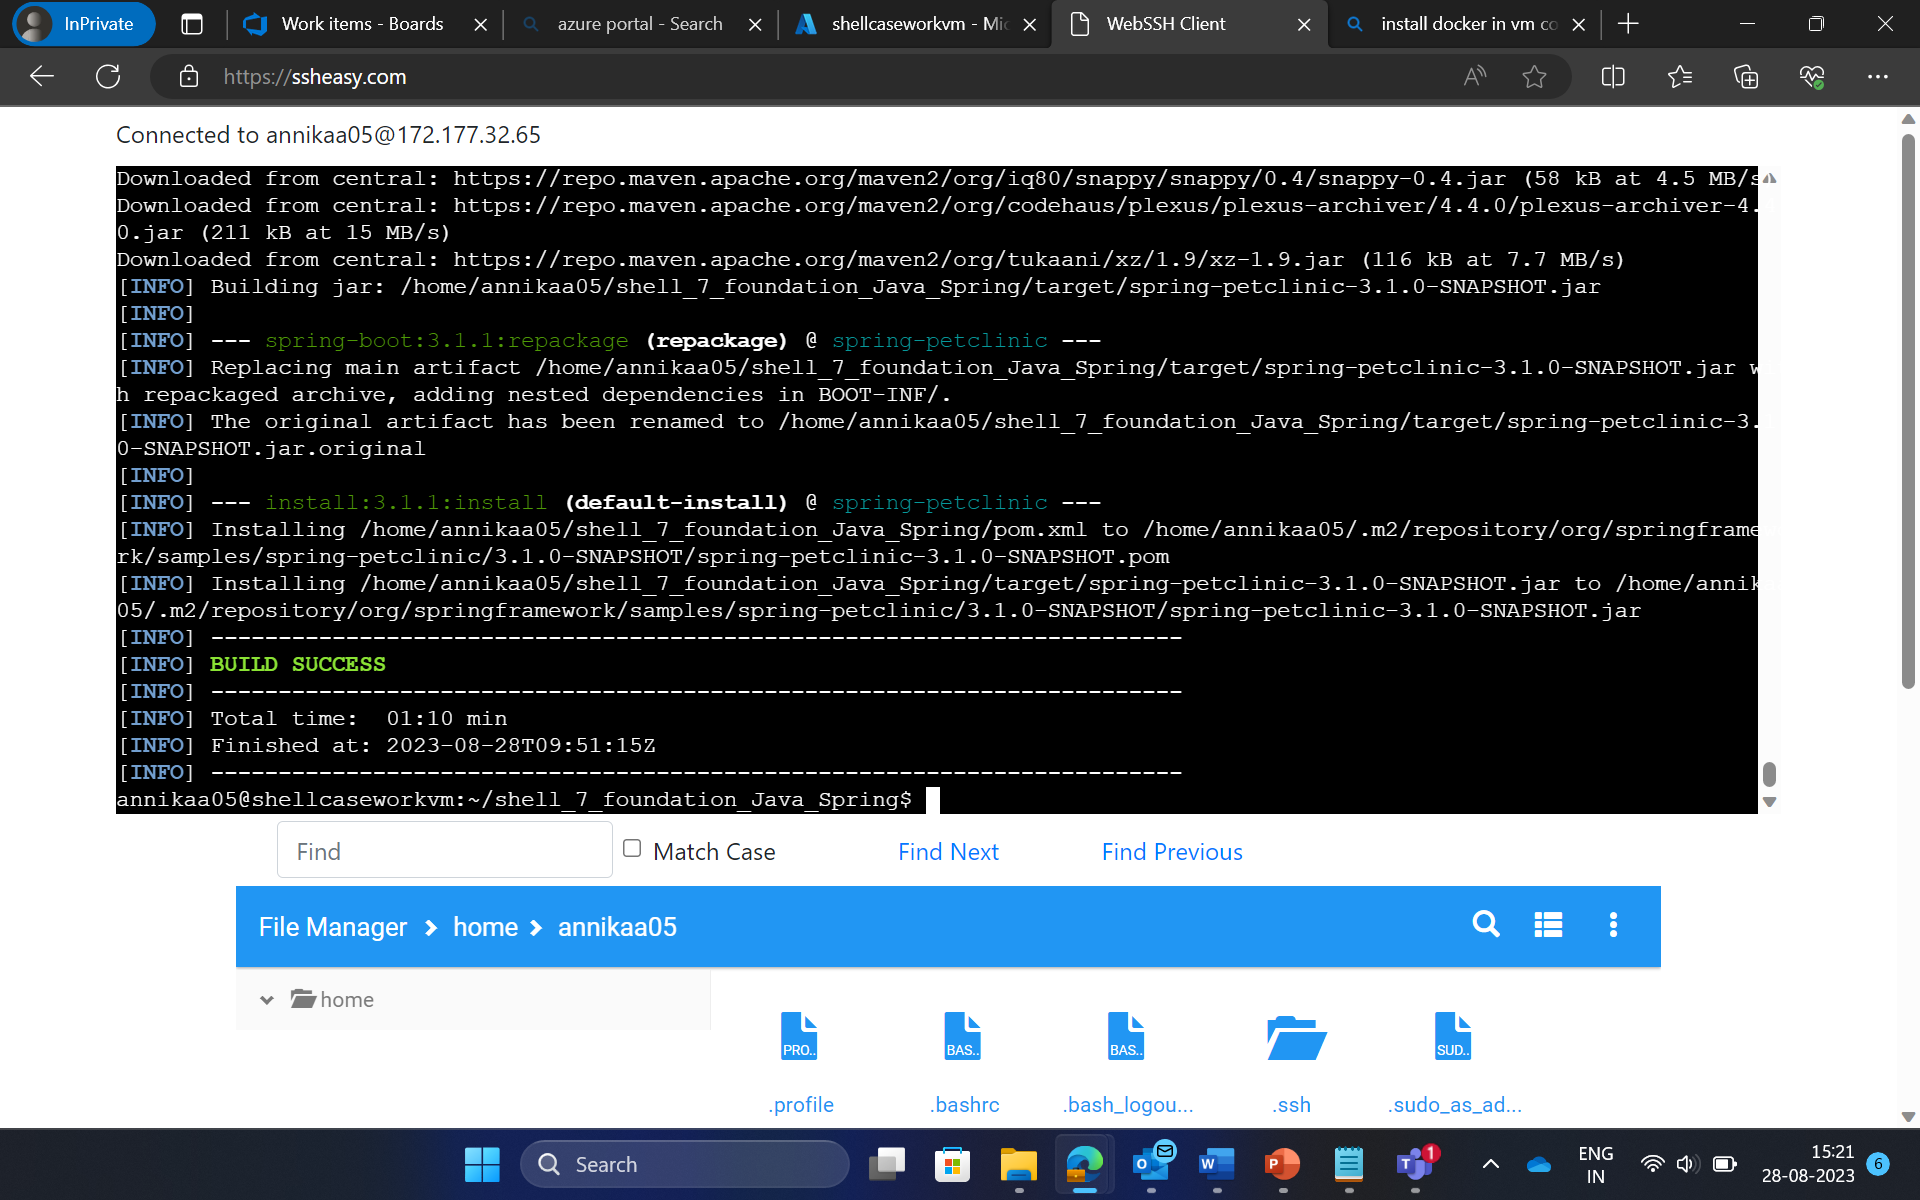 InPrivate
Work items - Boards
azure portal - Search
shellcaseworkvm - Mic
WebSSH Client
install docker in vm co
https://ssheasy.com
Connected to annikaa05@172.177.32.65
Downloaded from central: https://repo.maven.apache.org/maven2/org/iq80/snappy/snappy/0.4/snappy-0.4.jar (58 kB at 4.5 MB/s
Downloaded from central: https://repo.maven.apache.org/maven2/org/codehaus/plexus/plexus-archiver/4.4.0/plexus-archiver-4.4
0.jar (211 kB at 15 MB/s)
Downloaded from central: https://repo.maven.apache.org/maven2/org/tukaani/xz/1.9/xz-1.9.jar (116 kB at 7.7 MB/s)
[INFO] Building jar: /home/annikaa05/shell_7_foundation_Java_Spring/target/spring-petclinic-3.1.0-SNAPSHOT.jar
[INFO]
[INFO] --- spring-boot:3.1.1:repackage (repackage) @ spring-petclinic ---
[INFO] Replacing main artifact /home/annikaa05/shell_7_foundation_Java_Spring/target/spring-petclinic-3.1.0-SNAPSHOT.jar wi
h repackaged archive, adding nested dependencies in BOOT-INF/.
[INFO] The original artifact has been renamed to /home/annikaa05/shell_7_foundation_Java_Spring/target/spring-petclinic-3.1
0-SNAPSHOT.jar.original
[INFO]
[INFO] --- install:3.1.1:install (default-install) @ spring-petclinic ---
[INFO] Installing /home/annikaa05/shell_7_foundation_Java_Spring/pom.xml to /home/annikaa05/.m2/repository/org/springframe
rk/samples/spring-petclinic/3.1.0-SNAPSHOT/spring-petclinic-3.1.0-SNAPSHOT.pom
[INFO] Installing /home/annikaa05/shell_7_foundation_Java_Spring/target/spring-petclinic-3.1.0-SNAPSHOT.jar to /home/annik
05/.m2/repository/org/springframework/samples/spring-petclinic/3.1.0-SNAPSHOT/spring-petclinic-3.1.0-SNAPSHOT.jar
[INFO] ------------------------------------------------------------------------
[INFO] BUILD SUCCESS
[INFO] ------------------------------------------------------------------------
[INFO] Total time:  01:10 min
[INFO] Finished at: 2023-08-28T09:51:15Z
[INFO] ------------------------------------------------------------------------
annikaa05@shellcaseworkvm:~/shell_7_foundation_Java_Spring$
Find
Match Case
Find Next
Find Previous
File Manager > home > annikaa05
home
PRO..
BAS..
BAS..
SUD..
.profile
.bashrc
.bash_logou...
.ssh
.sudo_as_ad...
Search
1
ENG
IN
15:21
28-08-2023
6